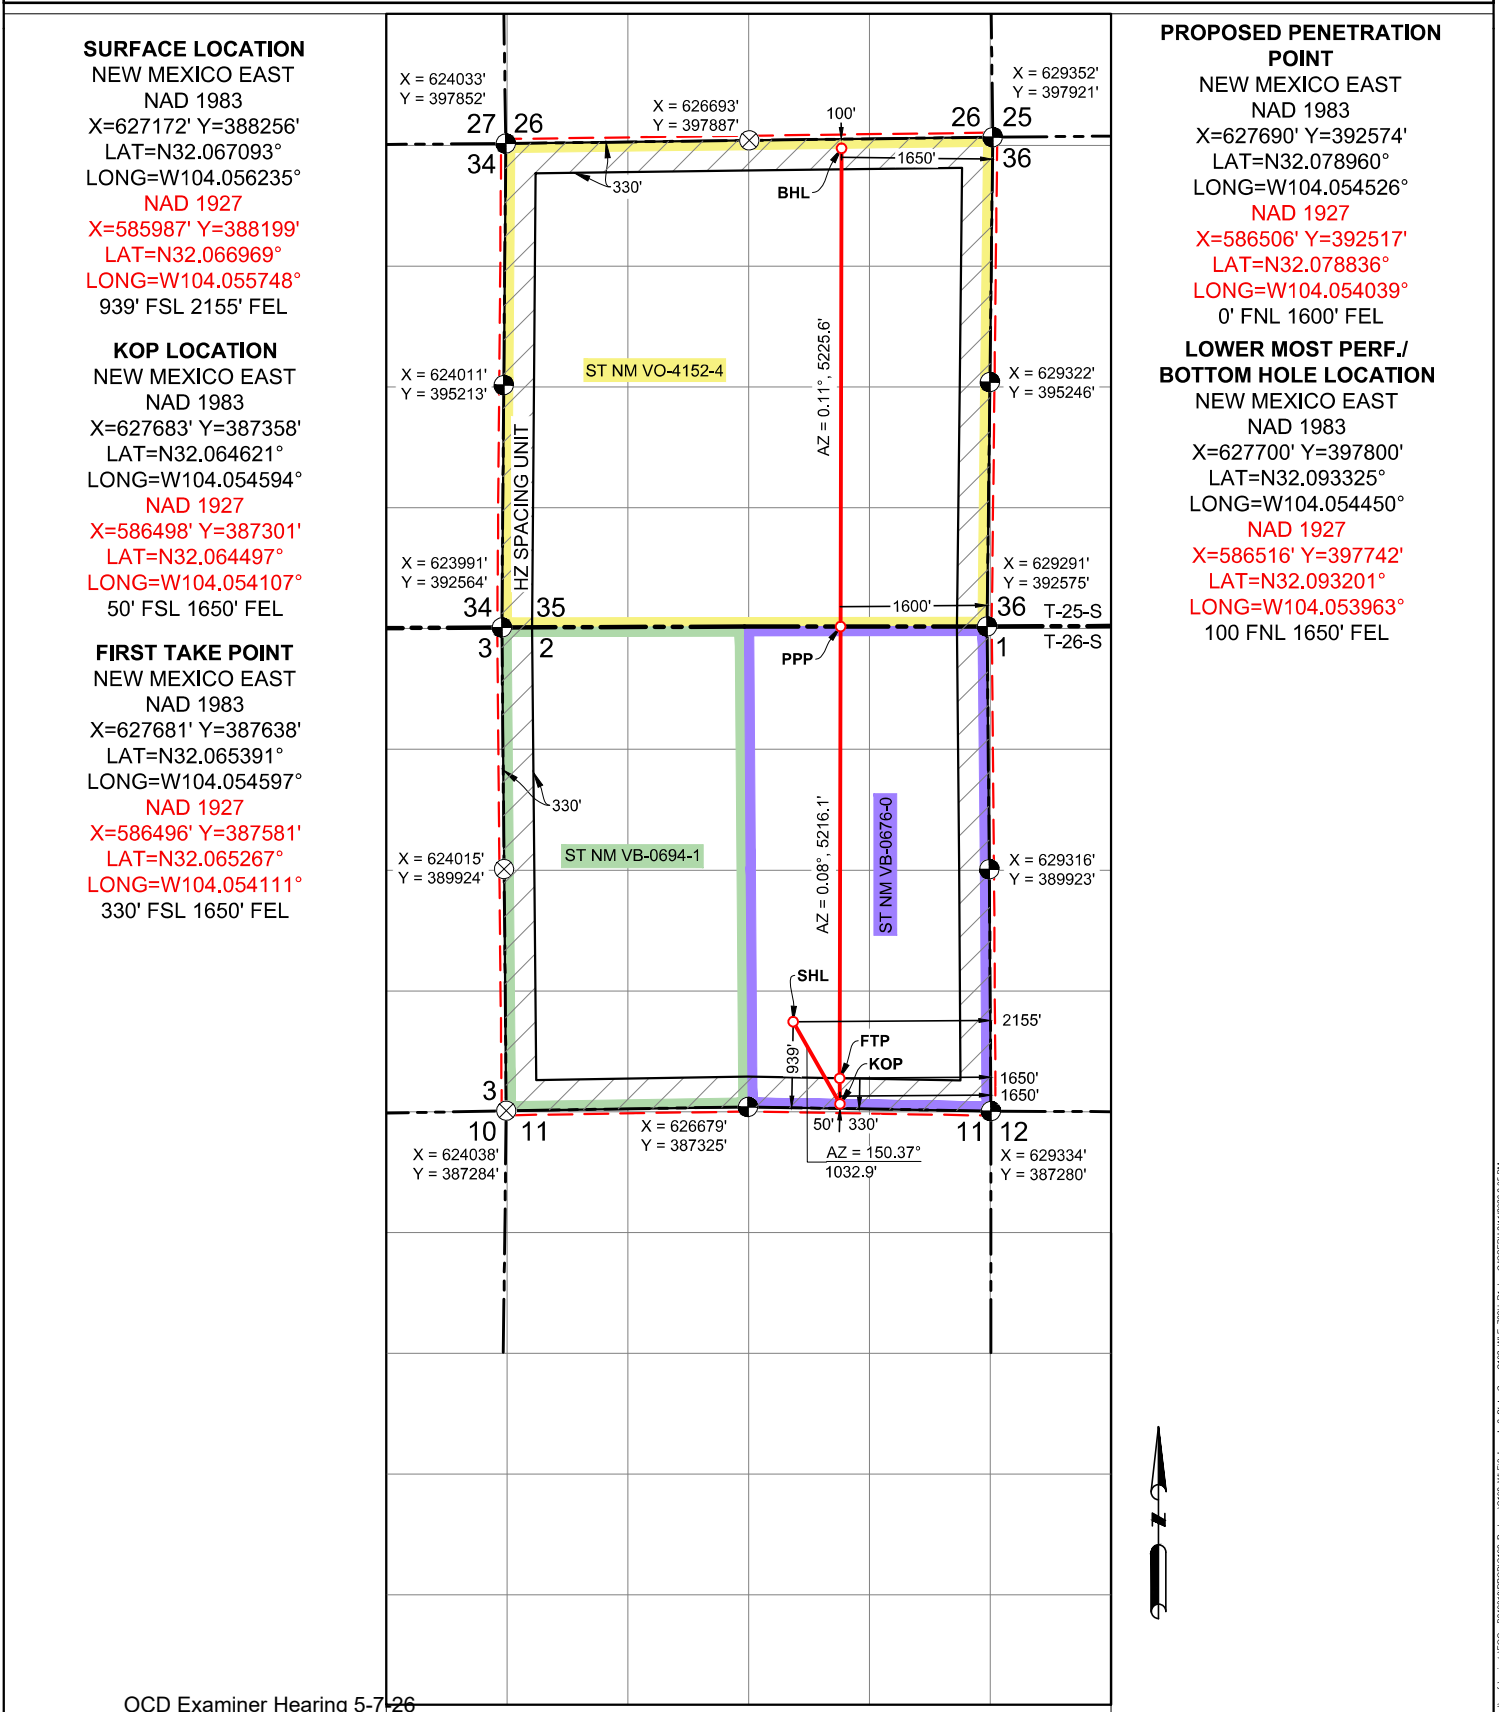 SURFACE LOCATION
NEW MEXICO EAST
NAD 1983
X=627172' Y=388256'
LAT=N32.067093°
LONG=W104.056235°
NAD 1927
X=585987' Y=388199'
LAT=N32.066969°
LONG=W104.055748°
939' FSL 2155' FEL
KOP LOCATION
NEW MEXICO EAST
NAD 1983
X=627683' Y=387358'
LAT=N32.064621°
LONG=W104.054594°
NAD 1927
X=586498' Y=387301'
LAT=N32.064497°
LONG=W104.054107°
50' FSL 1650' FEL
FIRST TAKE POINT
NEW MEXICO EAST
NAD 1983
X=627681' Y=387638'
LAT=N32.065391°
LONG=W104.054597°
NAD 1927
X=586496' Y=387581'
LAT=N32.065267°
LONG=W104.054111°
330' FSL 1650' FEL
X = 624033'
Y = 397852'
X = 626693'
Y = 397887'
100'
X = 629352'
Y = 397921'
27 26
26 25
34
36
1650'
330'
BHL
AZ = 0.11°, 5225.6'
ST NM VO-4152-4
X = 624011'
Y = 395213'
X = 629322'
Y = 395246'
HZ SPACING UNIT
X = 623991'
Y = 392564'
X = 629291'
Y = 392575'
34 35
1600'
36 T-25-S
3 2
PPP
1 T-26-S
330'
AZ = 0.08°, 5216.1'
ST NM VB-0676-0
ST NM VB-0694-1
X = 624015'
Y = 389924'
X = 629316'
Y = 389923'
SHL
2155'
939'
FTP
KOP
1650'
1650'
3
10 11
50' 330'
11 12
X = 624038'
Y = 387284'
X = 626679'
Y = 387325'
AZ = 150.37°
1032.9'
X = 629334'
Y = 387280'
PROPOSED PENETRATION
POINT
NEW MEXICO EAST
NAD 1983
X=627690' Y=392574'
LAT=N32.078960°
LONG=W104.054526°
NAD 1927
X=586506' Y=392517'
LAT=N32.078836°
LONG=W104.054039°
0' FNL 1600' FEL
LOWER MOST PERF./
BOTTOM HOLE LOCATION
NEW MEXICO EAST
NAD 1983
X=627700' Y=397800'
LAT=N32.093325°
LONG=W104.054450°
NAD 1927
X=586516' Y=397742'
LAT=N32.093201°
LONG=W104.053963°
100 FNL 1650' FEL
N
OCD Examiner Hearing 5-7-26